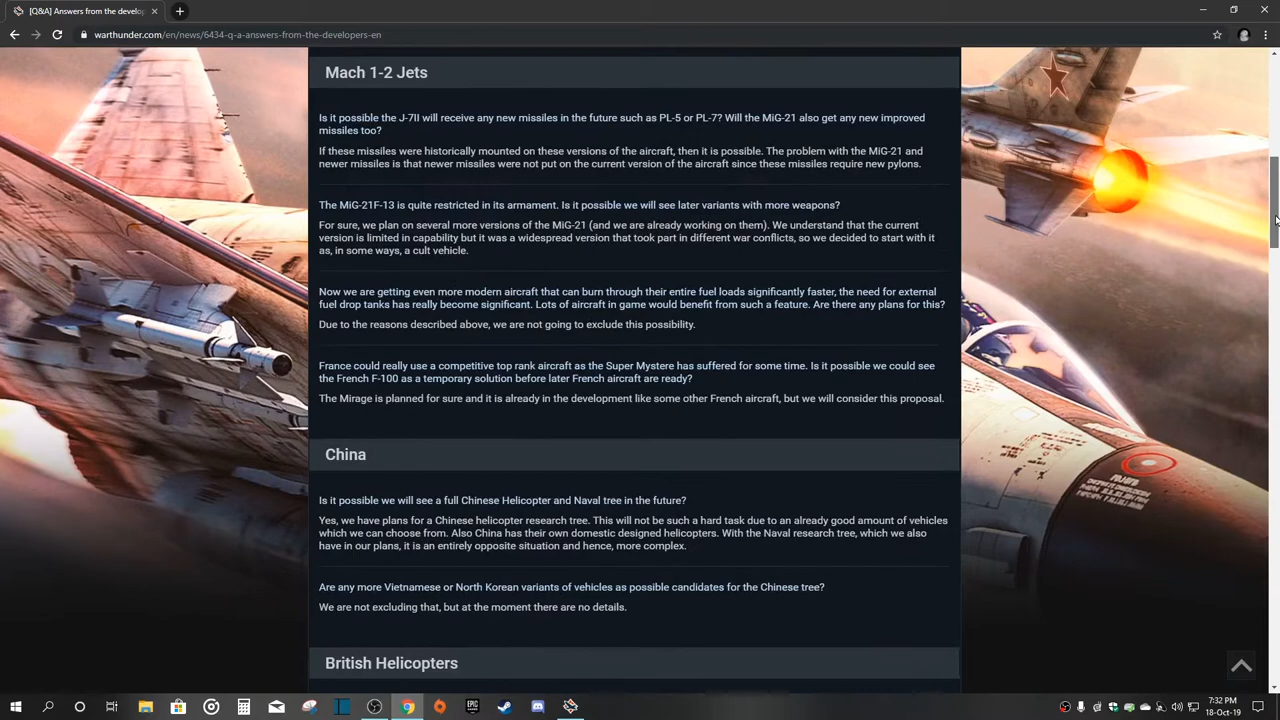 [Q&A] Answers from the develop
warthunder.com/en/news/6434-q-a-answers-from-the-developers-en
Mach 1-2 Jets
Is it possible the J-7II will receive any new missiles in the future such as PL-5 or PL-7? Will the MiG-21 also get any new improved
missiles too?
If these missiles were historically mounted on these versions of the aircraft, then it is possible. The problem with the MiG-21 and
newer missiles is that newer missiles were not put on the current version of the aircraft since these missiles require new pylons.
The MiG-21F-13 is quite restricted in its armament. Is it possible we will see later variants with more weapons?
For sure, we plan on several more versions of the MiG-21 (and we are already working on them). We understand that the current
version is limited in capability but it was a widespread version that took part in different war conflicts, so we decided to start with it
as, in some ways, a cult vehicle.
Now we are getting even more modern aircraft that can burn through their entire fuel loads significantly faster, the need for external
fuel drop tanks has really become significant. Lots of aircraft in game would benefit from such a feature. Are there any plans for this?
Due to the reasons described above, we are not going to exclude this possibility.
France could really use a competitive top rank aircraft as the Super Mystere has suffered for some time. Is it possible we could see
the French F-100 as a temporary solution before later French aircraft are ready?
The Mirage is planned for sure and it is already in the development like some other French aircraft, but we will consider this proposal.
China
Is it possible we will see a full Chinese Helicopter and Naval tree in the future?
Yes, we have plans for a Chinese helicopter research tree. This will not be such a hard task due to an already good amount of vehicles
which we can choose from. Also China has their own domestic designed helicopters. With the Naval research tree, which we also
have in our plans, it is an entirely opposite situation and hence, more complex.
Are any more Vietnamese or North Korean variants of vehicles as possible candidates for the Chinese tree?
We are not excluding that, but at the moment there are no details.
British Helicopters
7:32 PM
18-Oct-19